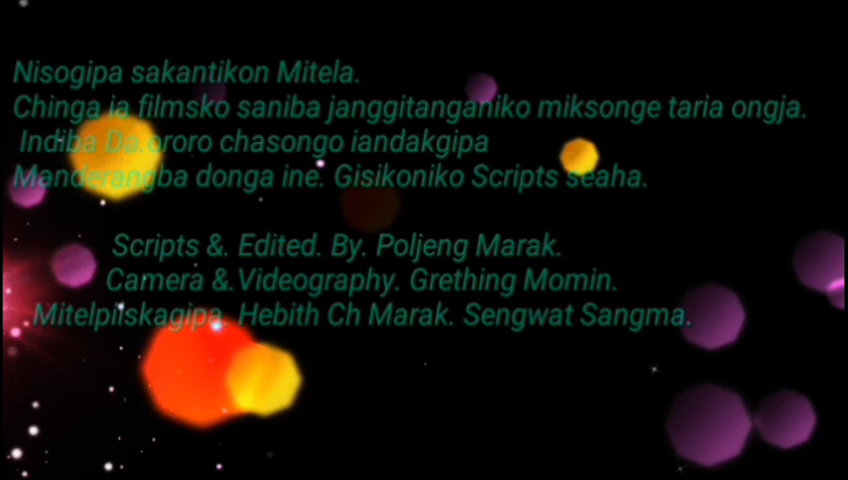 Nisogipa sakantikon Mitela.
Chinga ia filmsko saniba janggitanganiko miksonge taria ongja.
Indiba Da.ororo chasongo iandakgipa
Manderangba donga ine. Gisikoniko Scripts seaha.
Scripts &. Edited. By. Poljeng Marak.
Camera &.Videography. Grething Momin.
Mitelpilskagipa. Hebith Ch Marak. Sengwat Sangma.